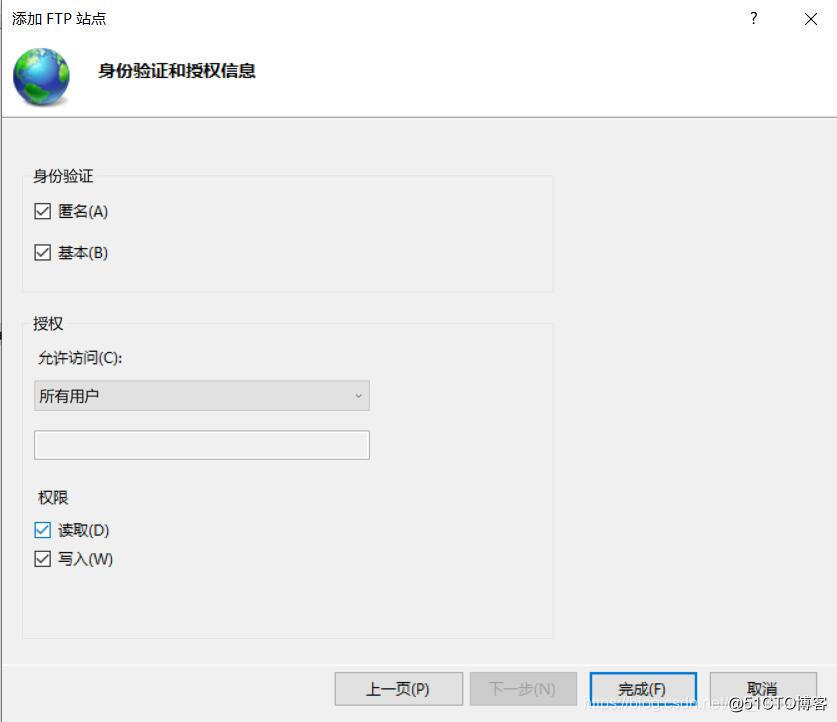 添加 FTP 站点
?
身份验证和授权信息
身份验证
匿名(A)
基本(B)
授权
允许访问(C):
所有用户
权限
读取(D)
写入(W)
上一页(P)
下一步(N)
完成(F)
取消
https://blog.csdn.net/
@51CTO博客